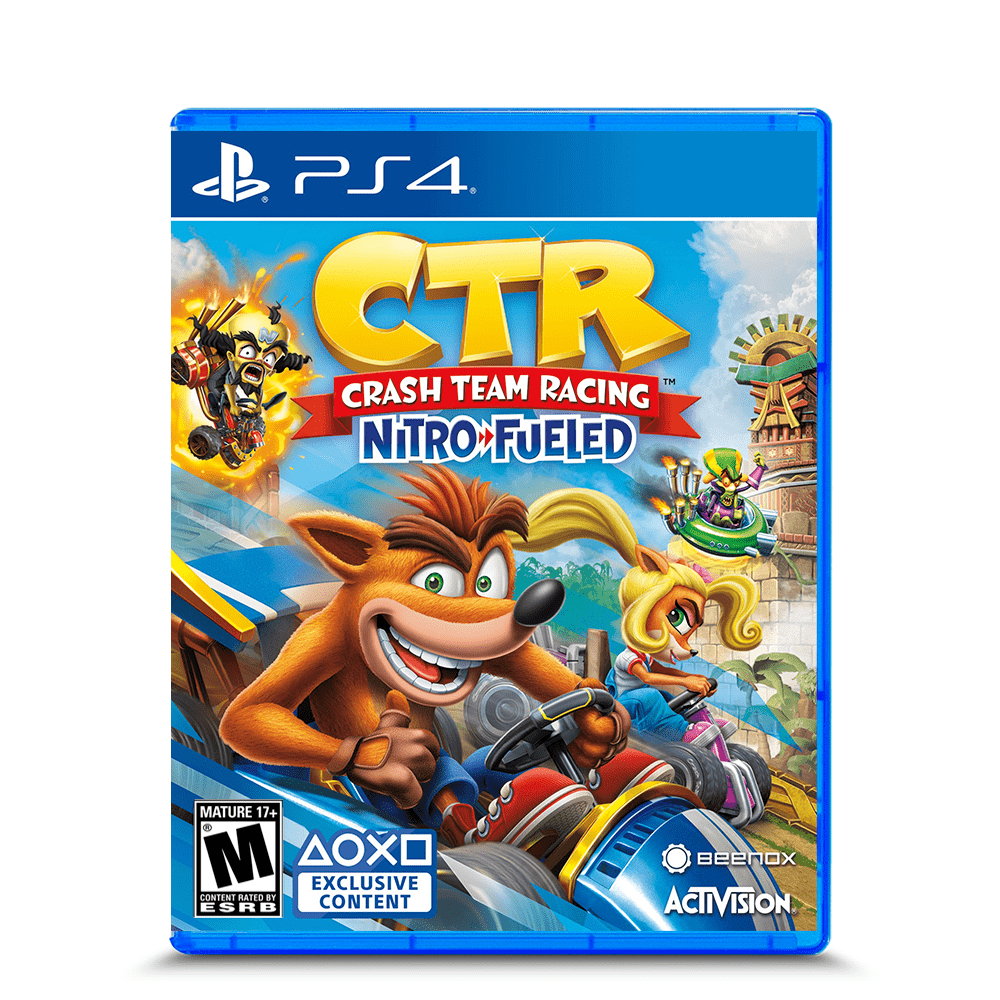 PS4
CTR
CRASH TEAM RACING™
NITRO FUELED
N
MATURE 17+
M®
CONTENT RATED BY
ESRB
EXCLUSIVE
CONTENT
BEENOX
ACTIVISION